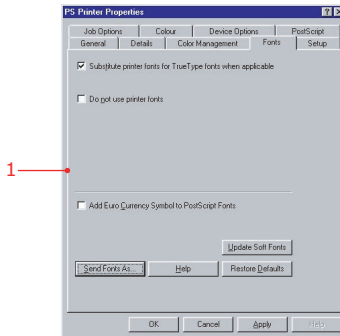 PS Printer Properties
Job Options Colour Device Options PostScript
General Details Color Management Fonts Setup
Substitute printer fonts for TrueType fonts when applicable
Do not use printer fonts
1
Add Euro Currency Symbol to PostScript Fonts
Update Soft Fonts
Send Fonts As... Help Restore Defaults
OK Cancel Apply Help